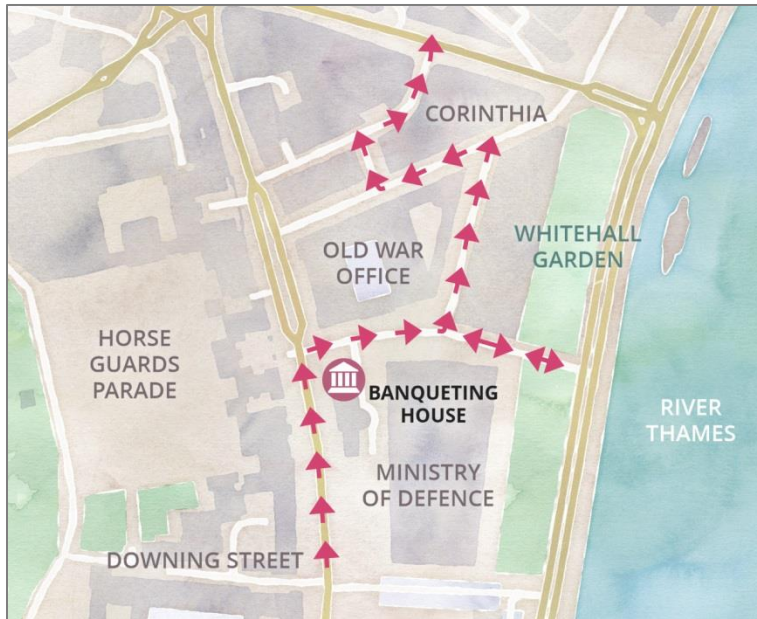 CORINTHIA
OLD WAR
OFFICE
WHITEHALL
GARDEN
HORSE
GUARDS
PARADE
BANQUETING
HOUSE
RIVER
THAMES
MINISTRY
OF DEFENCE
DOWNING STREET